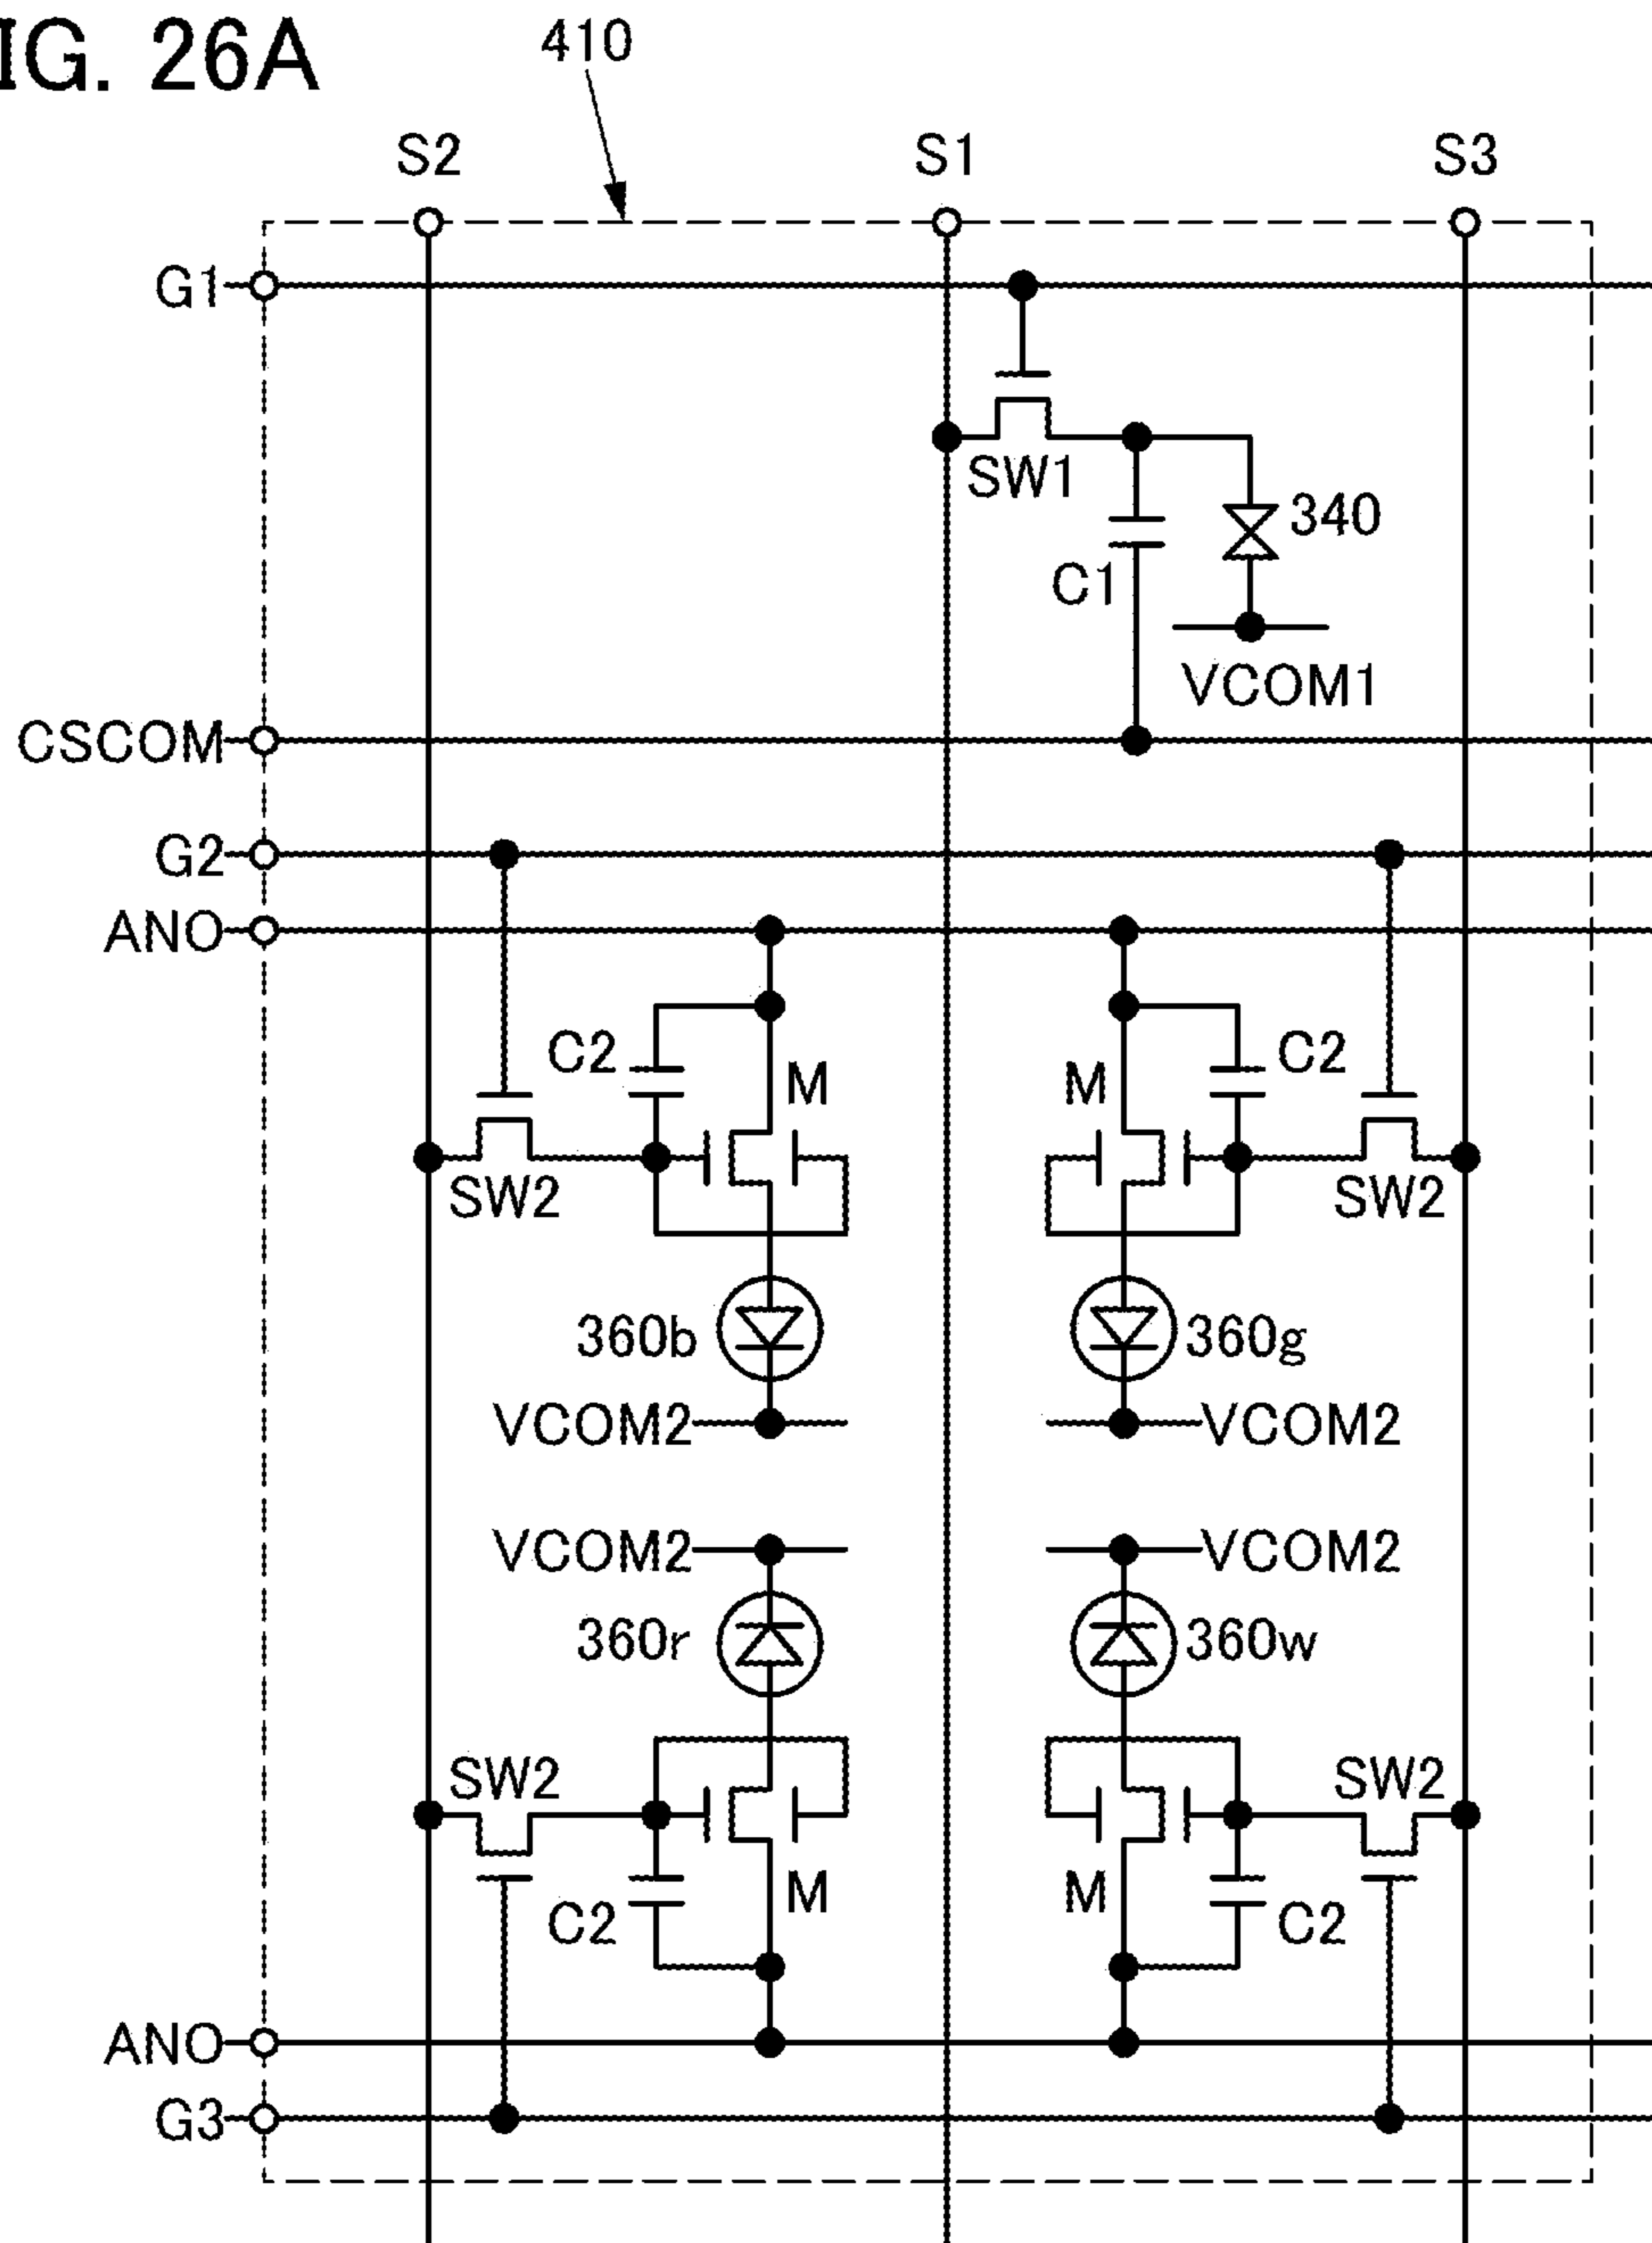 IG. 26A
410
S2 S1 S3
G1
SW1
340
C1
VCOM1
CSCOM
G2
ANO
C2 M M C2
SW2 SW2
360b 360g
VCOM2 VCOM2
VCOM2 VCOM2
360r 360w
SW2 SW2
C2 M M C2
ANO
G3